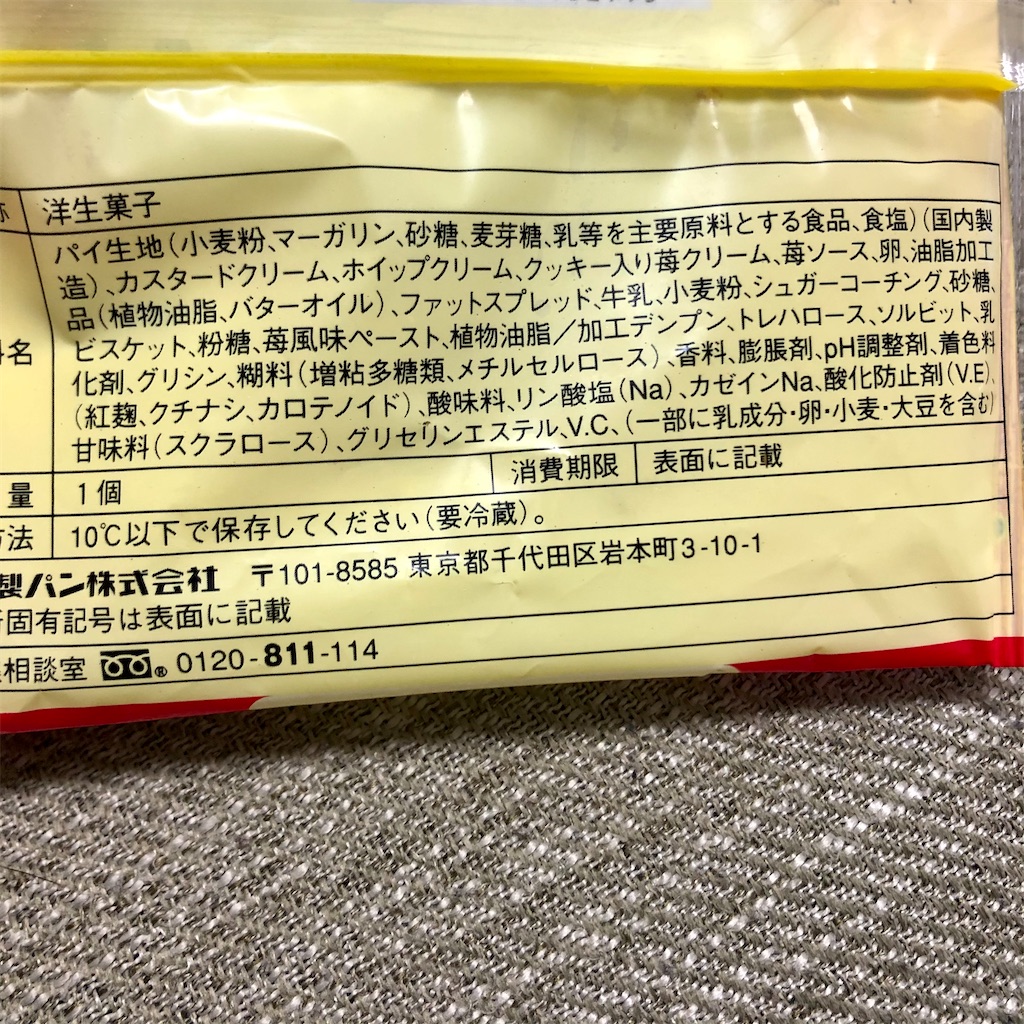 称 洋生菓子
パイ生地(小麦粉、マーガリン、砂糖、麦芽糖、乳等を主要原料とする食品、食塩)(国内製
造)、カスタードクリーム、ホイップクリーム、クッキー入り苺クリーム、苺ソース、卵、油脂加工
品(植物油脂、バターオイル)、ファットスプレッド、牛乳、小麦粉、シュガーコーチング、砂糖、
料名 ビスケット、粉糖、苺風味ペースト、植物油脂/加工デンプン、トレハロース、ソルビット、乳
化剤、グリシン、糊料(増粘多糖類、メチルセルロース)、香料、膨脹剤、pH調整剤、着色料
(紅麹、クチナシ、カロテノイド)、酸味料、リン酸塩(Na)、カゼインNa、酸化防止剤(V.E)、
甘味料(スクラロース)、グリセリンエステル、V.C、(一部に乳成分・卵・小麦・大豆を含む)
量 1個 消費期限 表面に記載
方法 10℃以下で保存してください(要冷蔵)。
製パン株式会社 〒101-8585 東京都千代田区岩本町3-10-1
固有記号は表面に記載
相談室 ® 0120-811-114